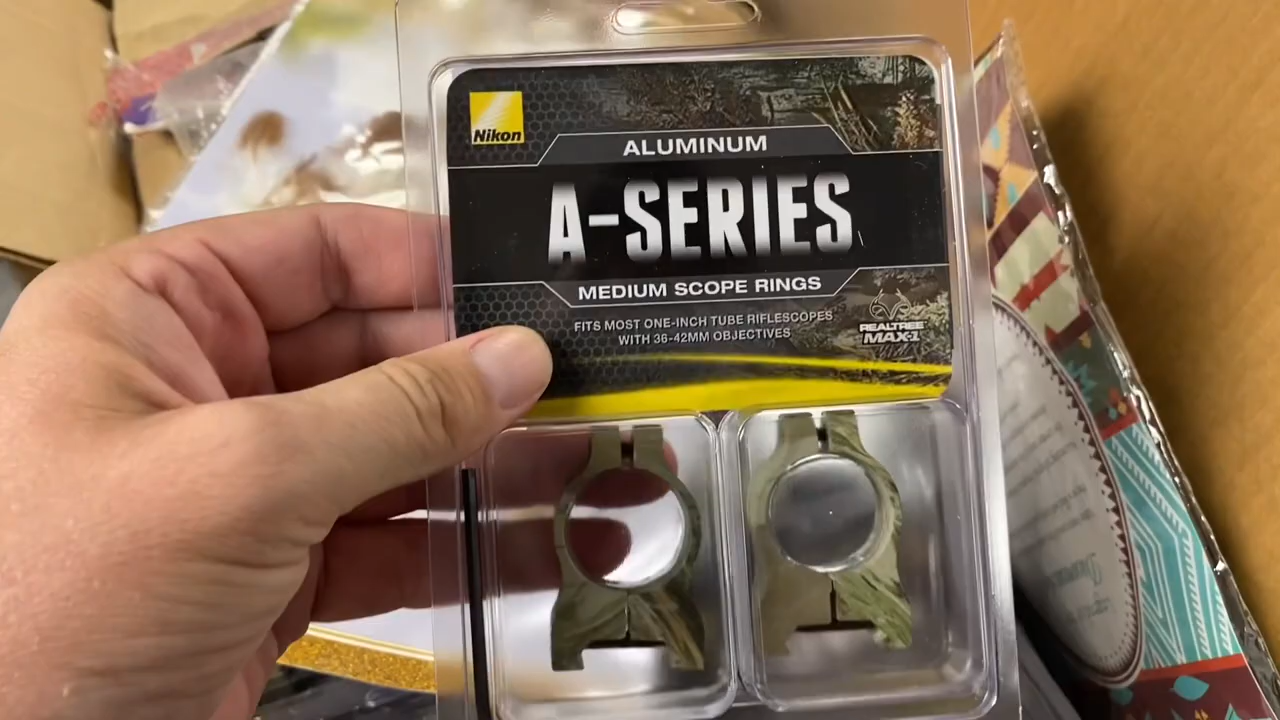 Nikon
ALUMINUM
A-SERIES
MEDIUM SCOPE RINGS
FITS MOST ONE-INCH TUBE RIFLESCOPES
WITH 36-42MM OBJECTIVES
REALTREE
MAX-1